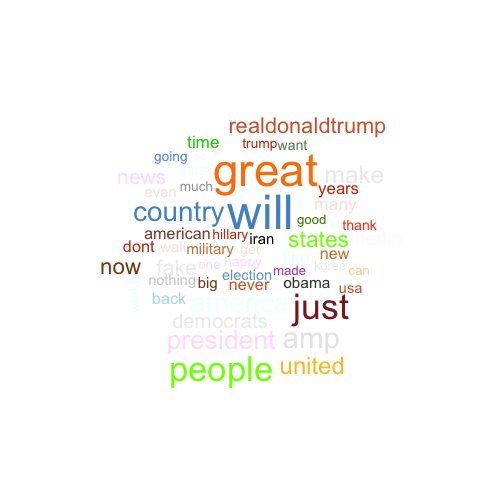 realdonaldtrump
time trump want
going
great
news make
much years
even many
country will good
thank
american hillary iran states media
dont wall military get new
now fake one happy korea can
nothing big never election made obama usa
back america just
democrats
president amp
people united